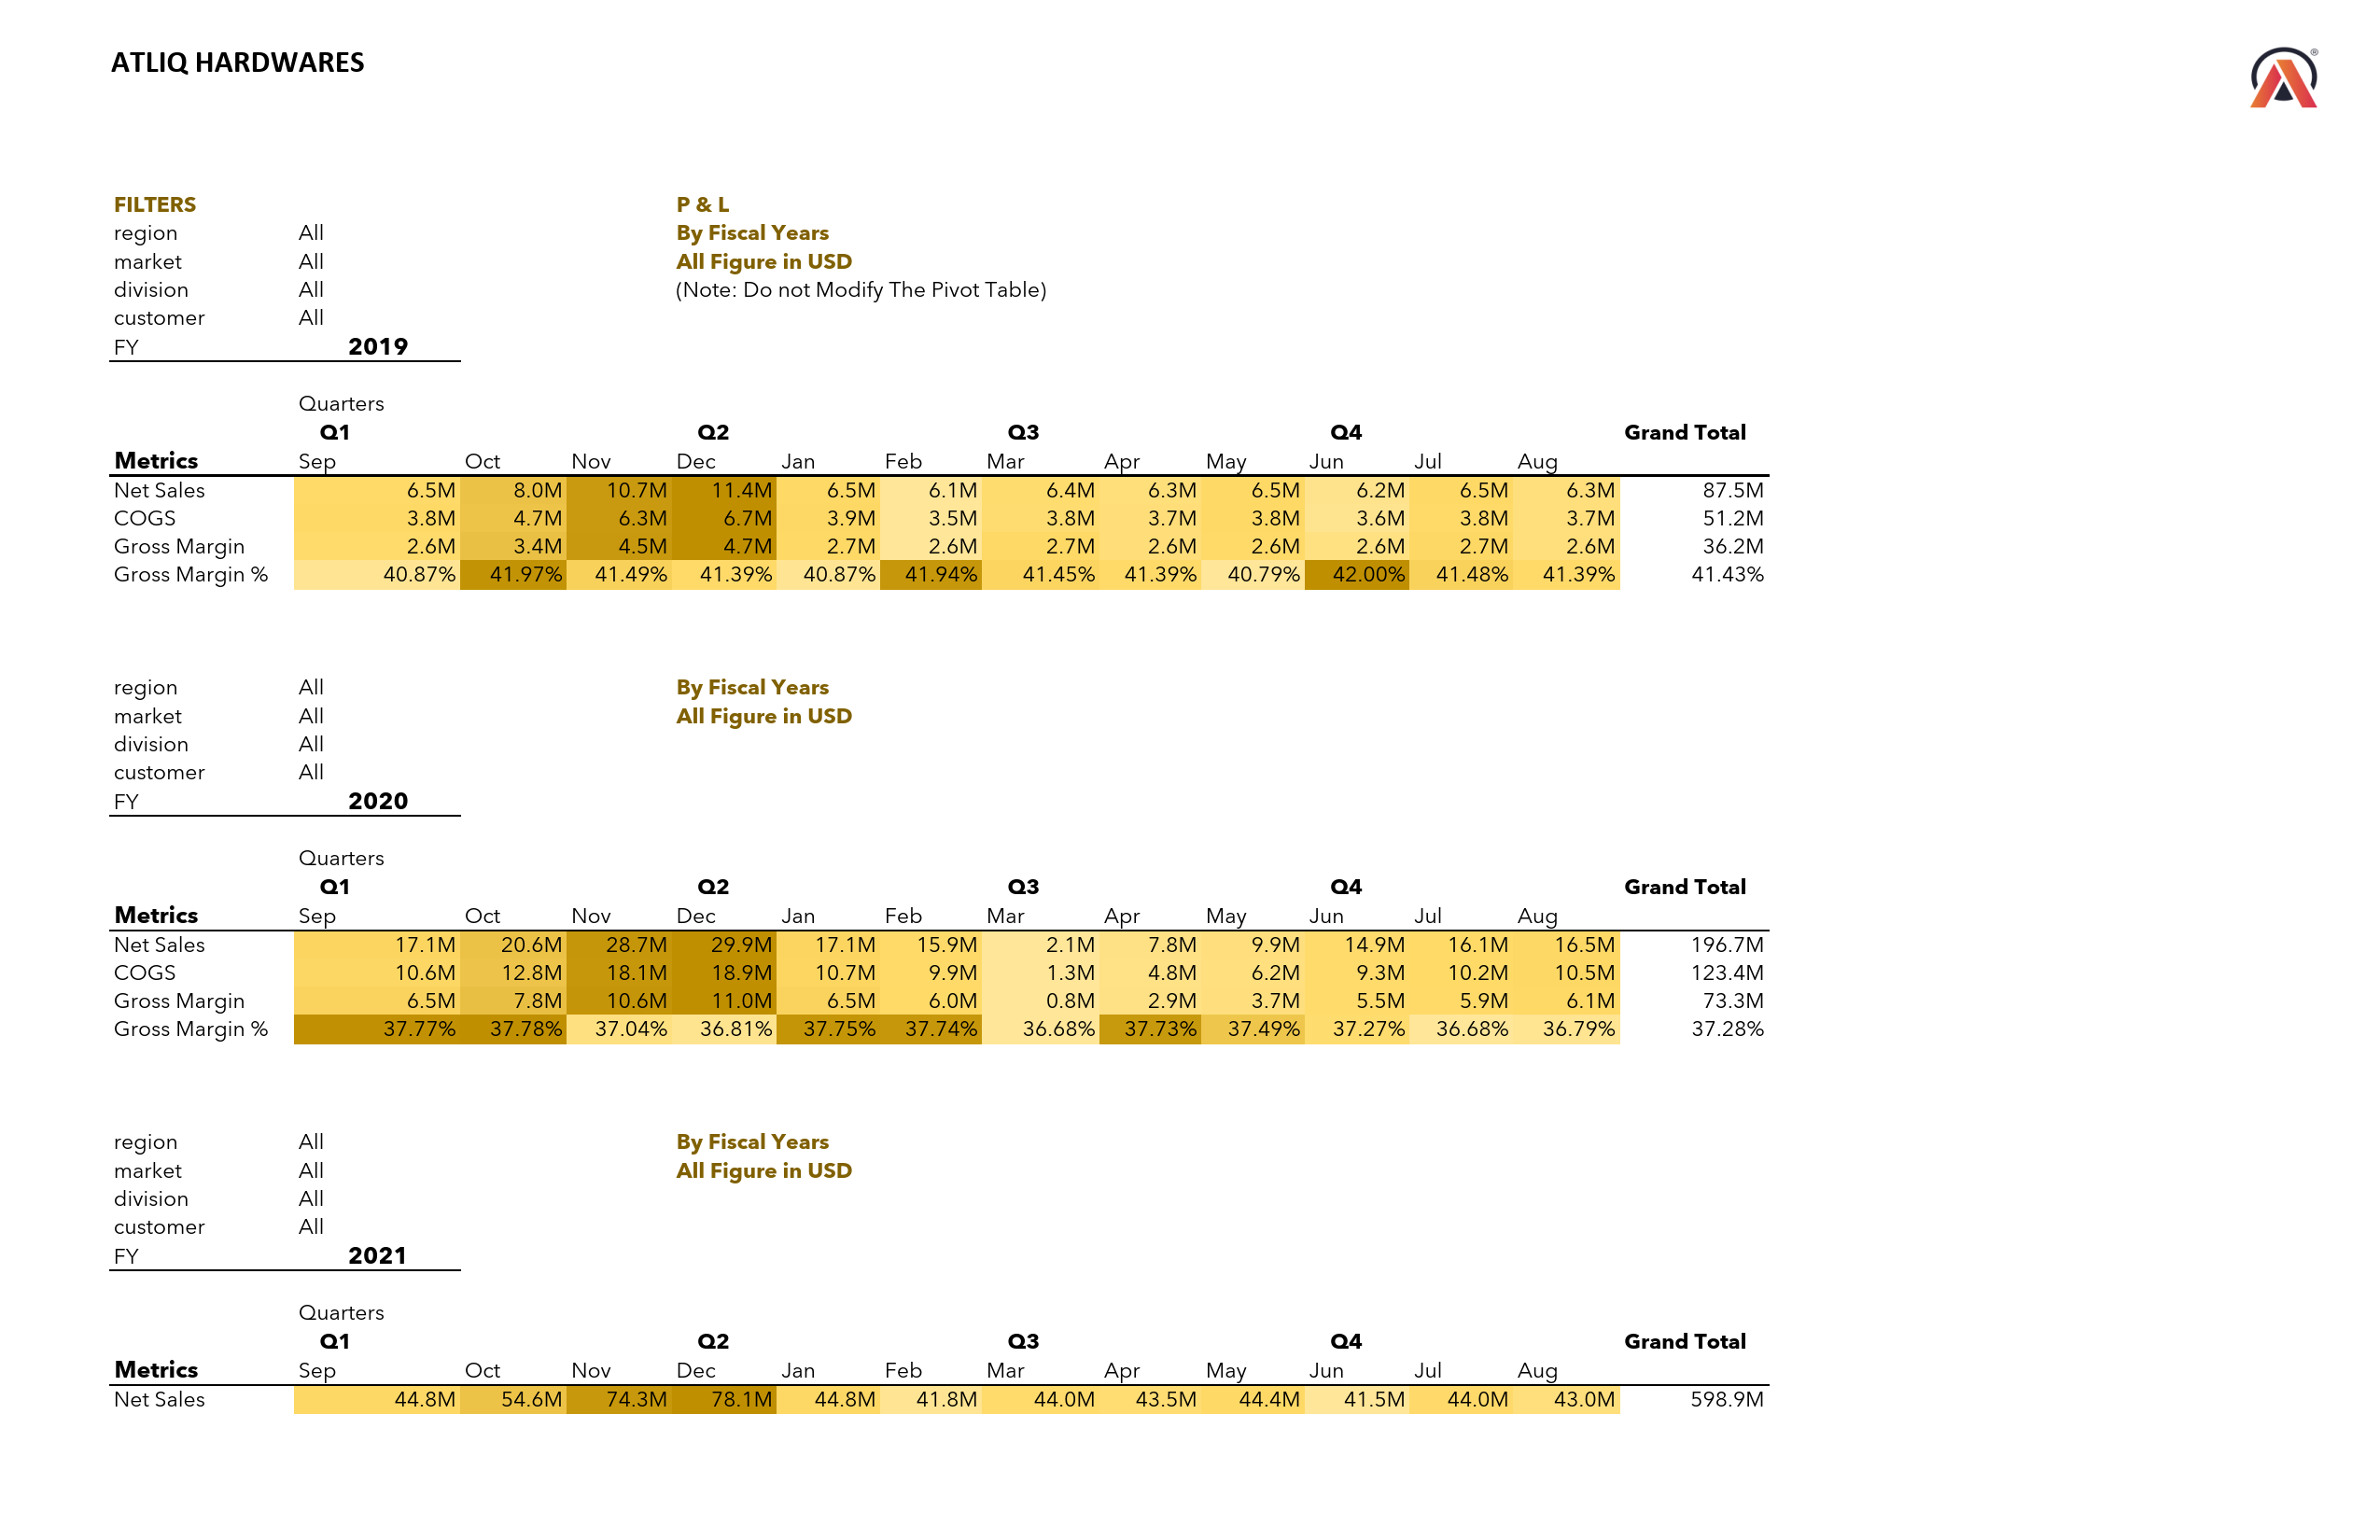 ATLIQ HARDWARES
®
FILTERS P & L
region All By Fiscal Years
market All All Figure in USD
division All (Note: Do not Modify The Pivot Table)
customer All
FY 2019
Quarters
Q1 Q2 Q3 Q4 Grand Total
Metrics Sep Oct Nov Dec Jan Feb Mar Apr May Jun Jul Aug
Net Sales 6.5M 8.0M 10.7M 11.4M 6.5M 6.1M 6.4M 6.3M 6.5M 6.2M 6.5M 6.3M 87.5M
COGS 3.8M 4.7M 6.3M 6.7M 3.9M 3.5M 3.8M 3.7M 3.8M 3.6M 3.8M 3.7M 51.2M
Gross Margin 2.6M 3.4M 4.5M 4.7M 2.7M 2.6M 2.7M 2.6M 2.6M 2.6M 2.7M 2.6M 36.2M
Gross Margin % 40.87% 41.97% 41.49% 41.39% 40.87% 41.94% 41.45% 41.39% 40.79% 42.00% 41.48% 41.39% 41.43%
region All By Fiscal Years
market All All Figure in USD
division All
customer All
FY 2020
Quarters
Q1 Q2 Q3 Q4 Grand Total
Metrics Sep Oct Nov Dec Jan Feb Mar Apr May Jun Jul Aug
Net Sales 17.1M 20.6M 28.7M 29.9M 17.1M 15.9M 2.1M 7.8M 9.9M 14.9M 16.1M 16.5M 196.7M
COGS 10.6M 12.8M 18.1M 18.9M 10.7M 9.9M 1.3M 4.8M 6.2M 9.3M 10.2M 10.5M 123.4M
Gross Margin 6.5M 7.8M 10.6M 11.0M 6.5M 6.0M 0.8M 2.9M 3.7M 5.5M 5.9M 6.1M 73.3M
Gross Margin % 37.77% 37.78% 37.04% 36.81% 37.75% 37.74% 36.68% 37.73% 37.49% 37.27% 36.68% 36.79% 37.28%
region All By Fiscal Years
market All All Figure in USD
division All
customer All
FY 2021
Quarters
Q1 Q2 Q3 Q4 Grand Total
Metrics Sep Oct Nov Dec Jan Feb Mar Apr May Jun Jul Aug
Net Sales 44.8M 54.6M 74.3M 78.1M 44.8M 41.8M 44.0M 43.5M 44.4M 41.5M 44.0M 43.0M 598.9M